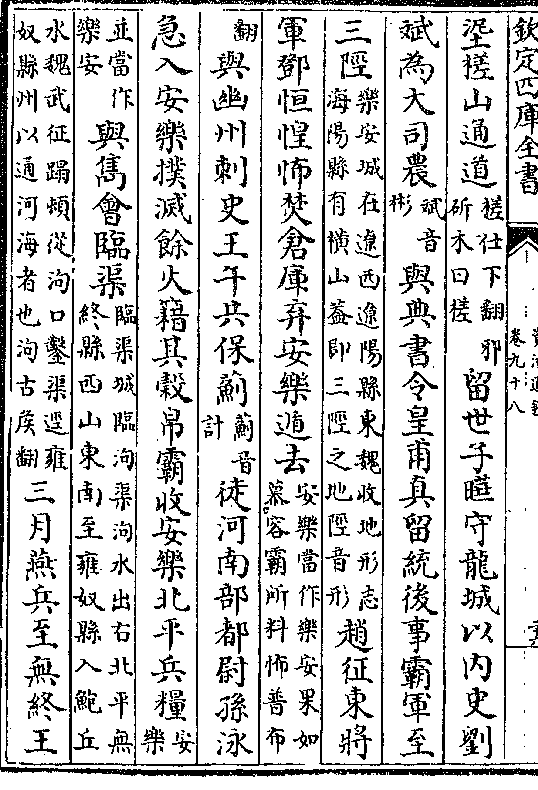 欽定四庫全書
卷九十八
埿槎山通道槎仕下翻邪斫木曰槎留世子曄守龍城以內史劉
斌為大司農斌音彬與典書令皇甫真留統後事霸軍至
三陘樂安城在遼西遼陽縣東魏收地形志海陽縣有橫山蓋即三陘之地陘音形趙征東將
軍鄧恒惶怖焚倉庫弃安樂遁去安樂當作樂安果如慕容霸所料怖普布
翻與幽州刺史王午共保薊薊音計徒河南部都尉孫泳
急入安樂撲滅餘火籍其穀帛霸收安樂北平兵糧安樂
並當作樂安與雋會臨渠臨渠城臨泃渠泃水出右北平無終縣西山東南至雍奴縣入鮑丘
水魏武征蹋頓從泃口鑿渠逕雍奴縣州以通河海者也泃古侯翻三月燕兵至無終王